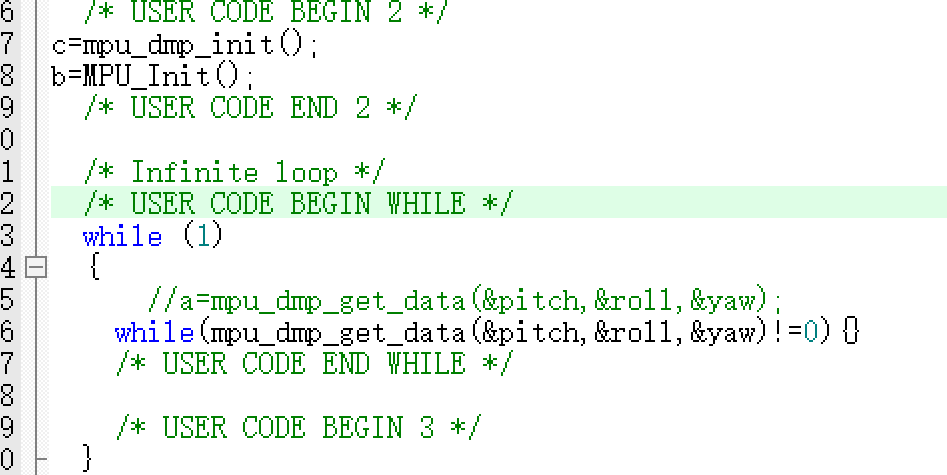 6 /* USER CODE BEGIN 2 */
7 c=mpu_dmp_init();
8 b=MPU_Init();
9 /* USER CODE END 2 */
0
1 /* Infinite loop */
2 /* USER CODE BEGIN WHILE */
3 while (1)
4 {
5 //a=mpu_dmp_get_data(&pitch,&roll,&yaw);
6 while(mpu_dmp_get_data(&pitch,&roll,&yaw)!=0){}
7 /* USER CODE END WHILE */
8
9 /* USER CODE BEGIN 3 */
0 }